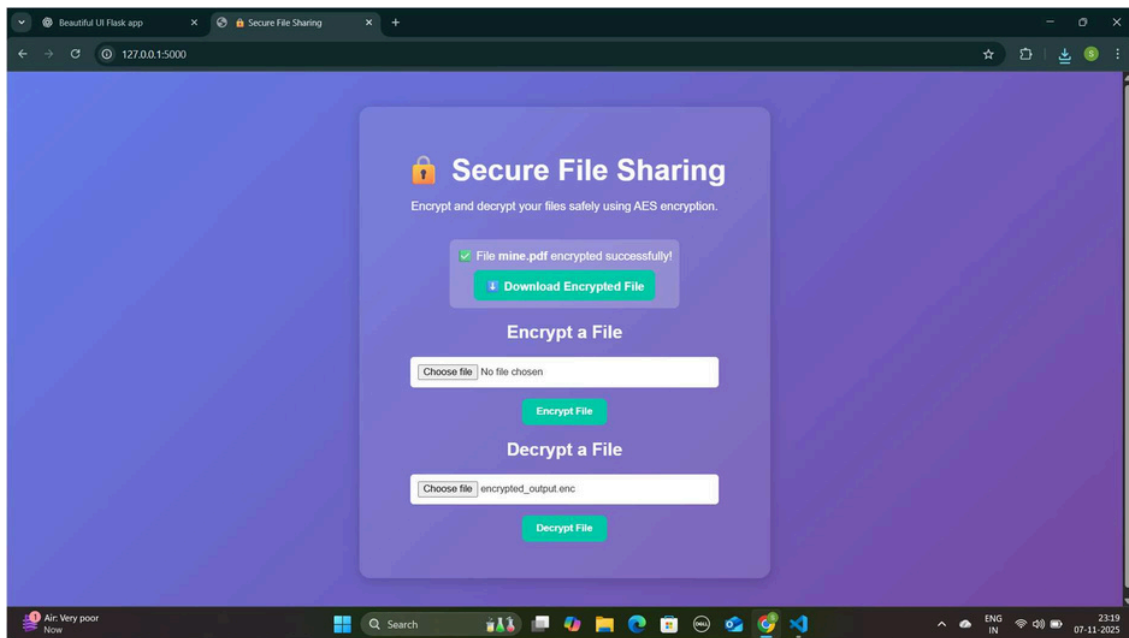 Beautiful UI Flask app
Secure File Sharing
127.0.0.1:5000
S
Secure File Sharing
Encrypt and decrypt your files safely using AES encryption.
File mine.pdf encrypted successfully!
Download Encrypted File
Encrypt a File
Choose file No file chosen
Encrypt File
Decrypt a File
Choose file encrypted_output.enc
Decrypt File
1
Air: Very poor
Now
Search
DELL
ENG
IN
23:19
07-11-2025